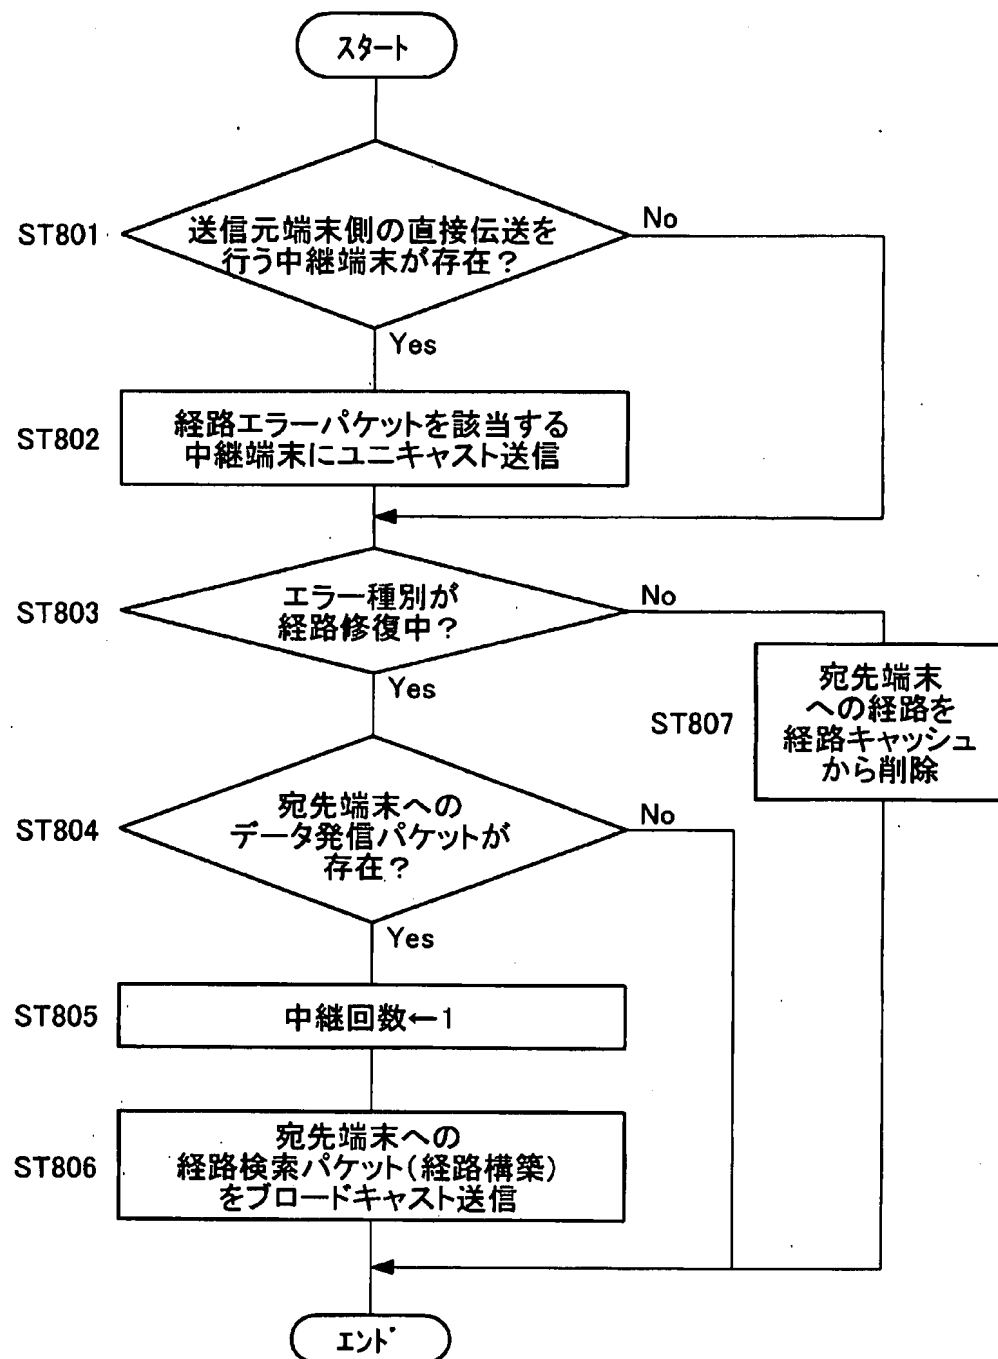 スタート
ST801
送信元端末側の直接伝送を
行う中継端末が存在?
No
Yes
ST802
経路エラーパケットを該当する
中継端末にユニキャスト送信
ST803
エラー種別が
経路修復中?
No
Yes
ST807
宛先端末
への経路を
経路キャッシュ
から削除
ST804
宛先端末への
データ発信パケットが
存在?
No
Yes
ST805
中継回数←1
ST806
宛先端末への
経路検索パケット(経路構築)
をブロードキャスト送信
エンド